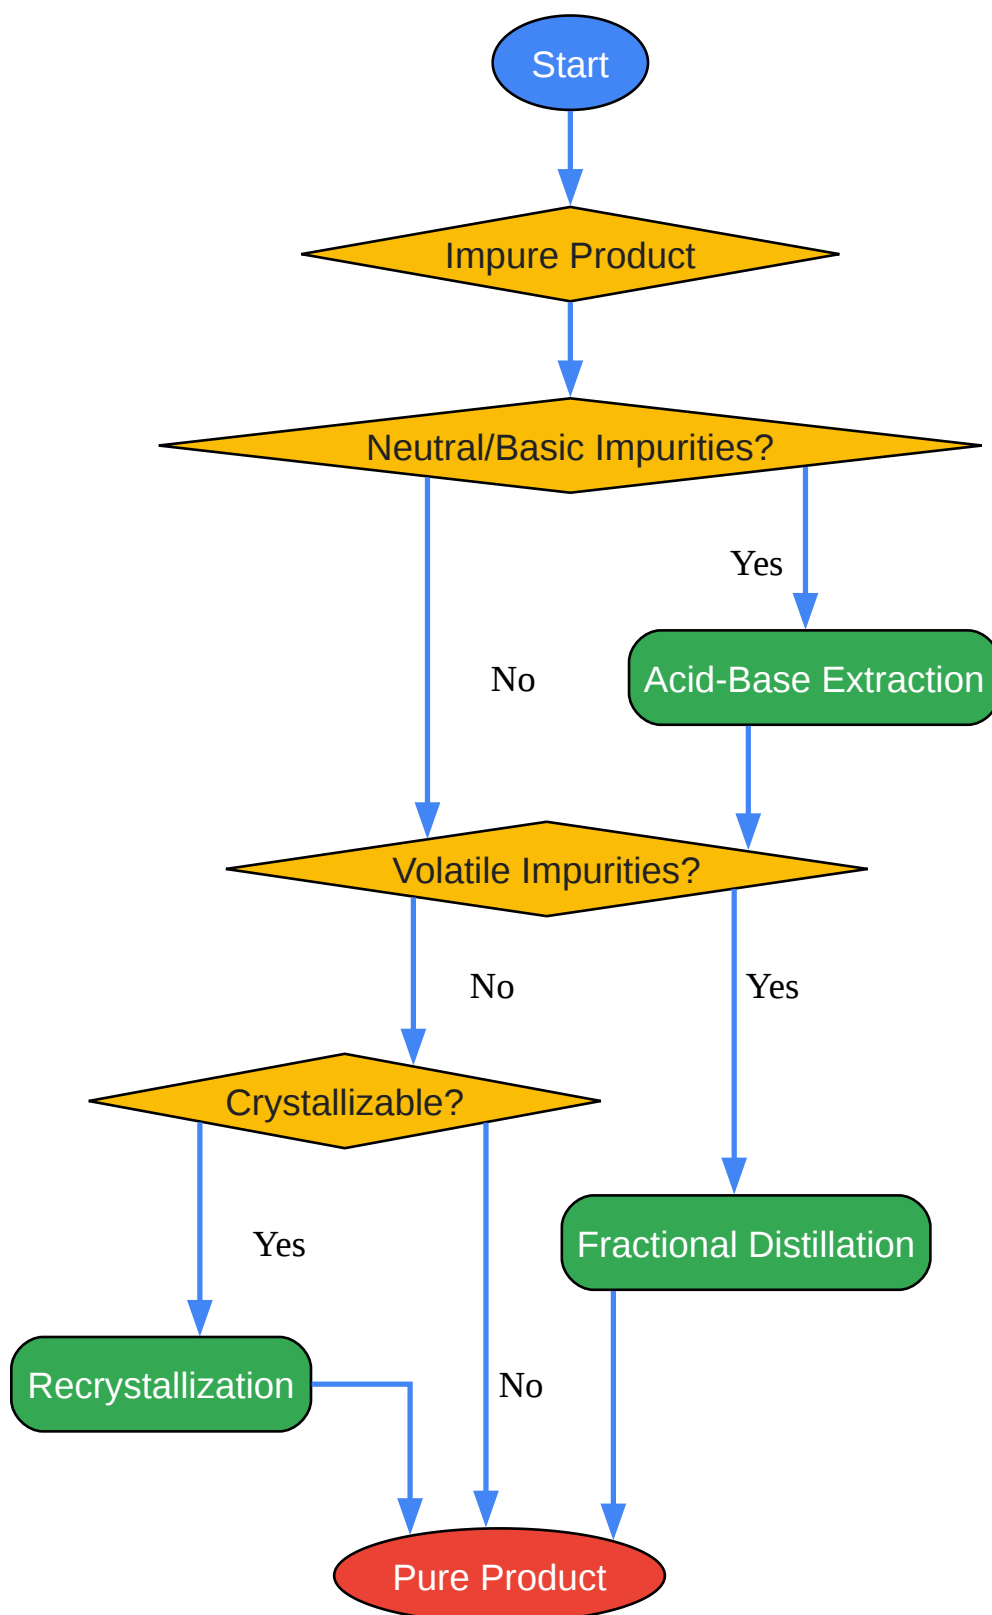 Start
Impure Product
Neutral/Basic Impurities?
Yes
No
Acid-Base Extraction
Volatile Impurities?
No
Yes
Crystallizable?
Yes
Fractional Distillation
Recrystallization
No
Pure Product